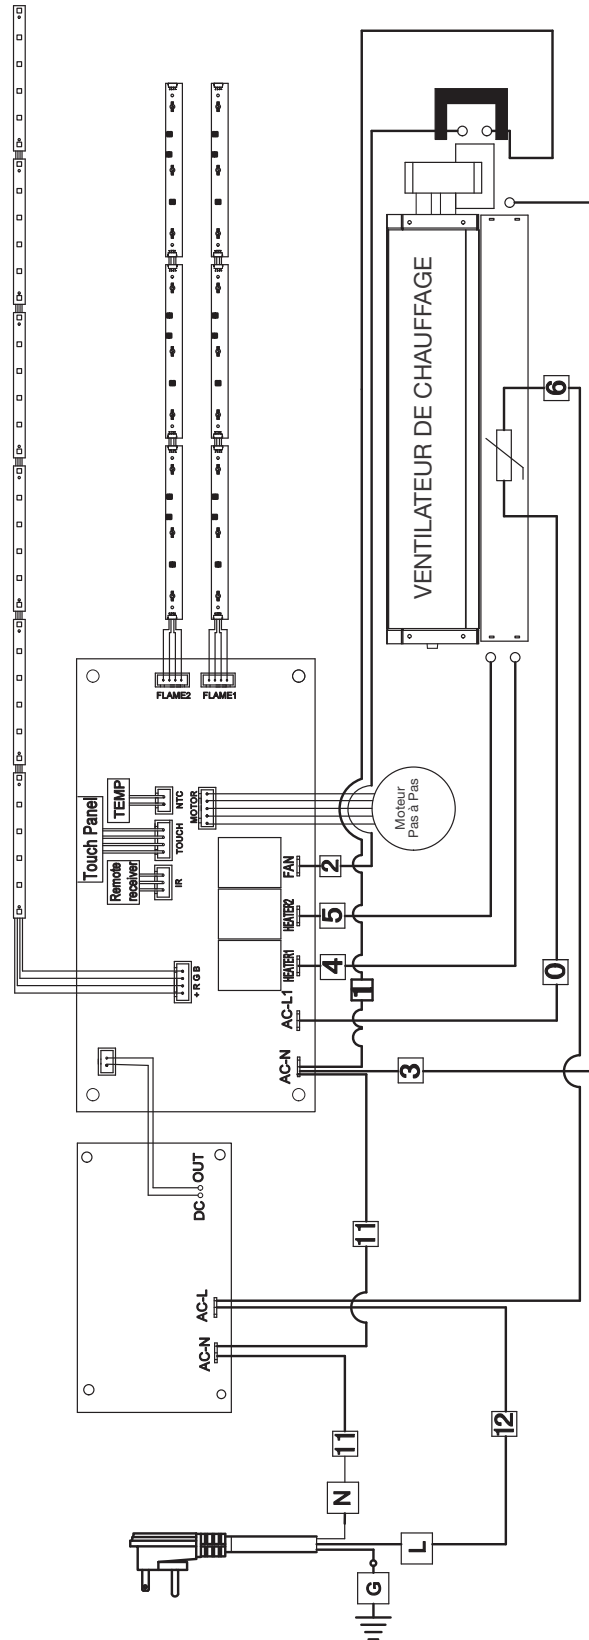 FLAME2
FLAME1
VENTILATEUR DE CHAUFFAGE
6
TEMP
NTC
MOTOR
Touch Panel
TOUCH
Remote
receiver
IR
Moteur
Pas à Pas
FAN
2
HEATER2
5
HEATER1
4
+ R G B
AC-L1
1
0
AC-N
3
DC OUT
11
AC-L
AC-N
12
11
N
L
G